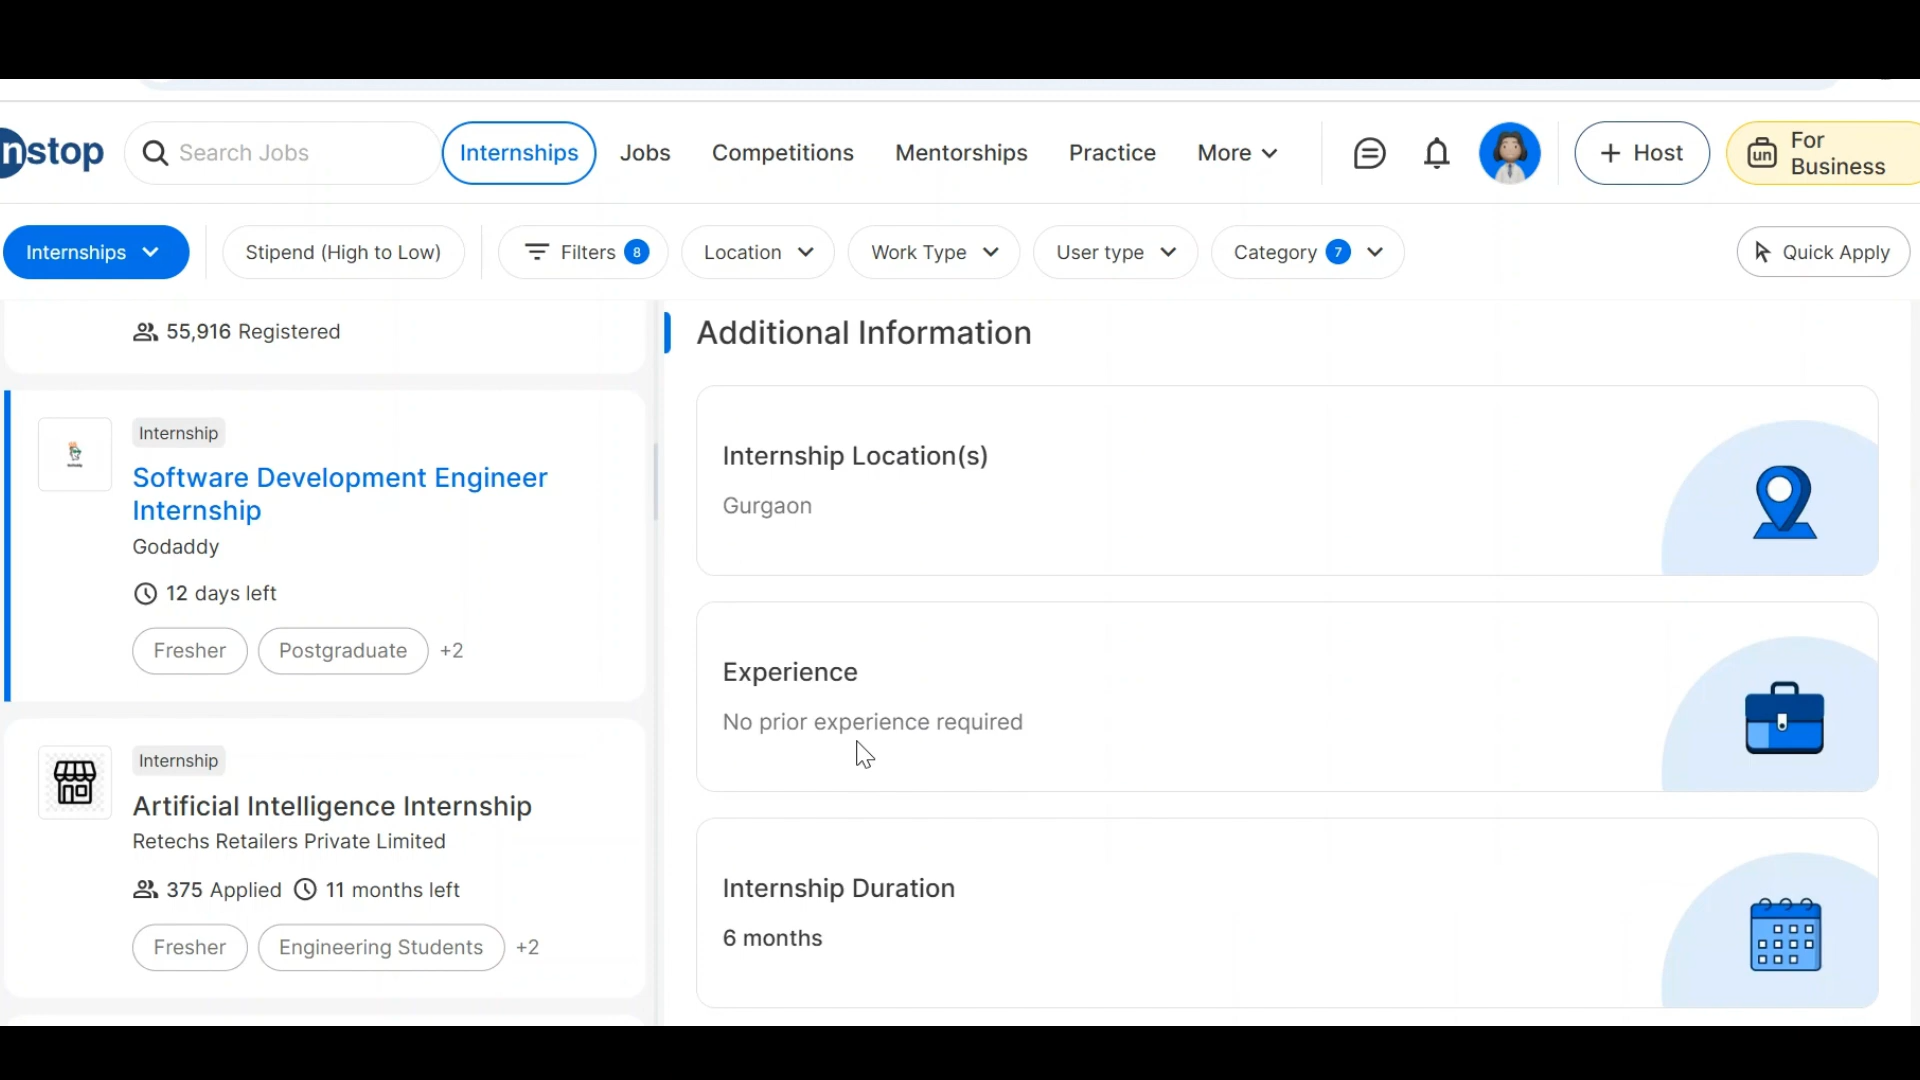 nstop
Search Jobs
Internships
Jobs
Competitions
Mentorships
Practice
More
+ Host
un
For
Business
Internships
Stipend (High to Low)
Filters 8
Location
Work Type
User type
Category 7
Quick Apply
55,916 Registered
Internship
Software Development Engineer
Internship
Godaddy
12 days left
Fresher
Postgraduate
+2
Internship
Artificial Intelligence Internship
Retechs Retailers Private Limited
375 Applied
11 months left
Fresher
Engineering Students
+2
Additional Information
Internship Location(s)
Gurgaon
Experience
No prior experience required
Internship Duration
6 months